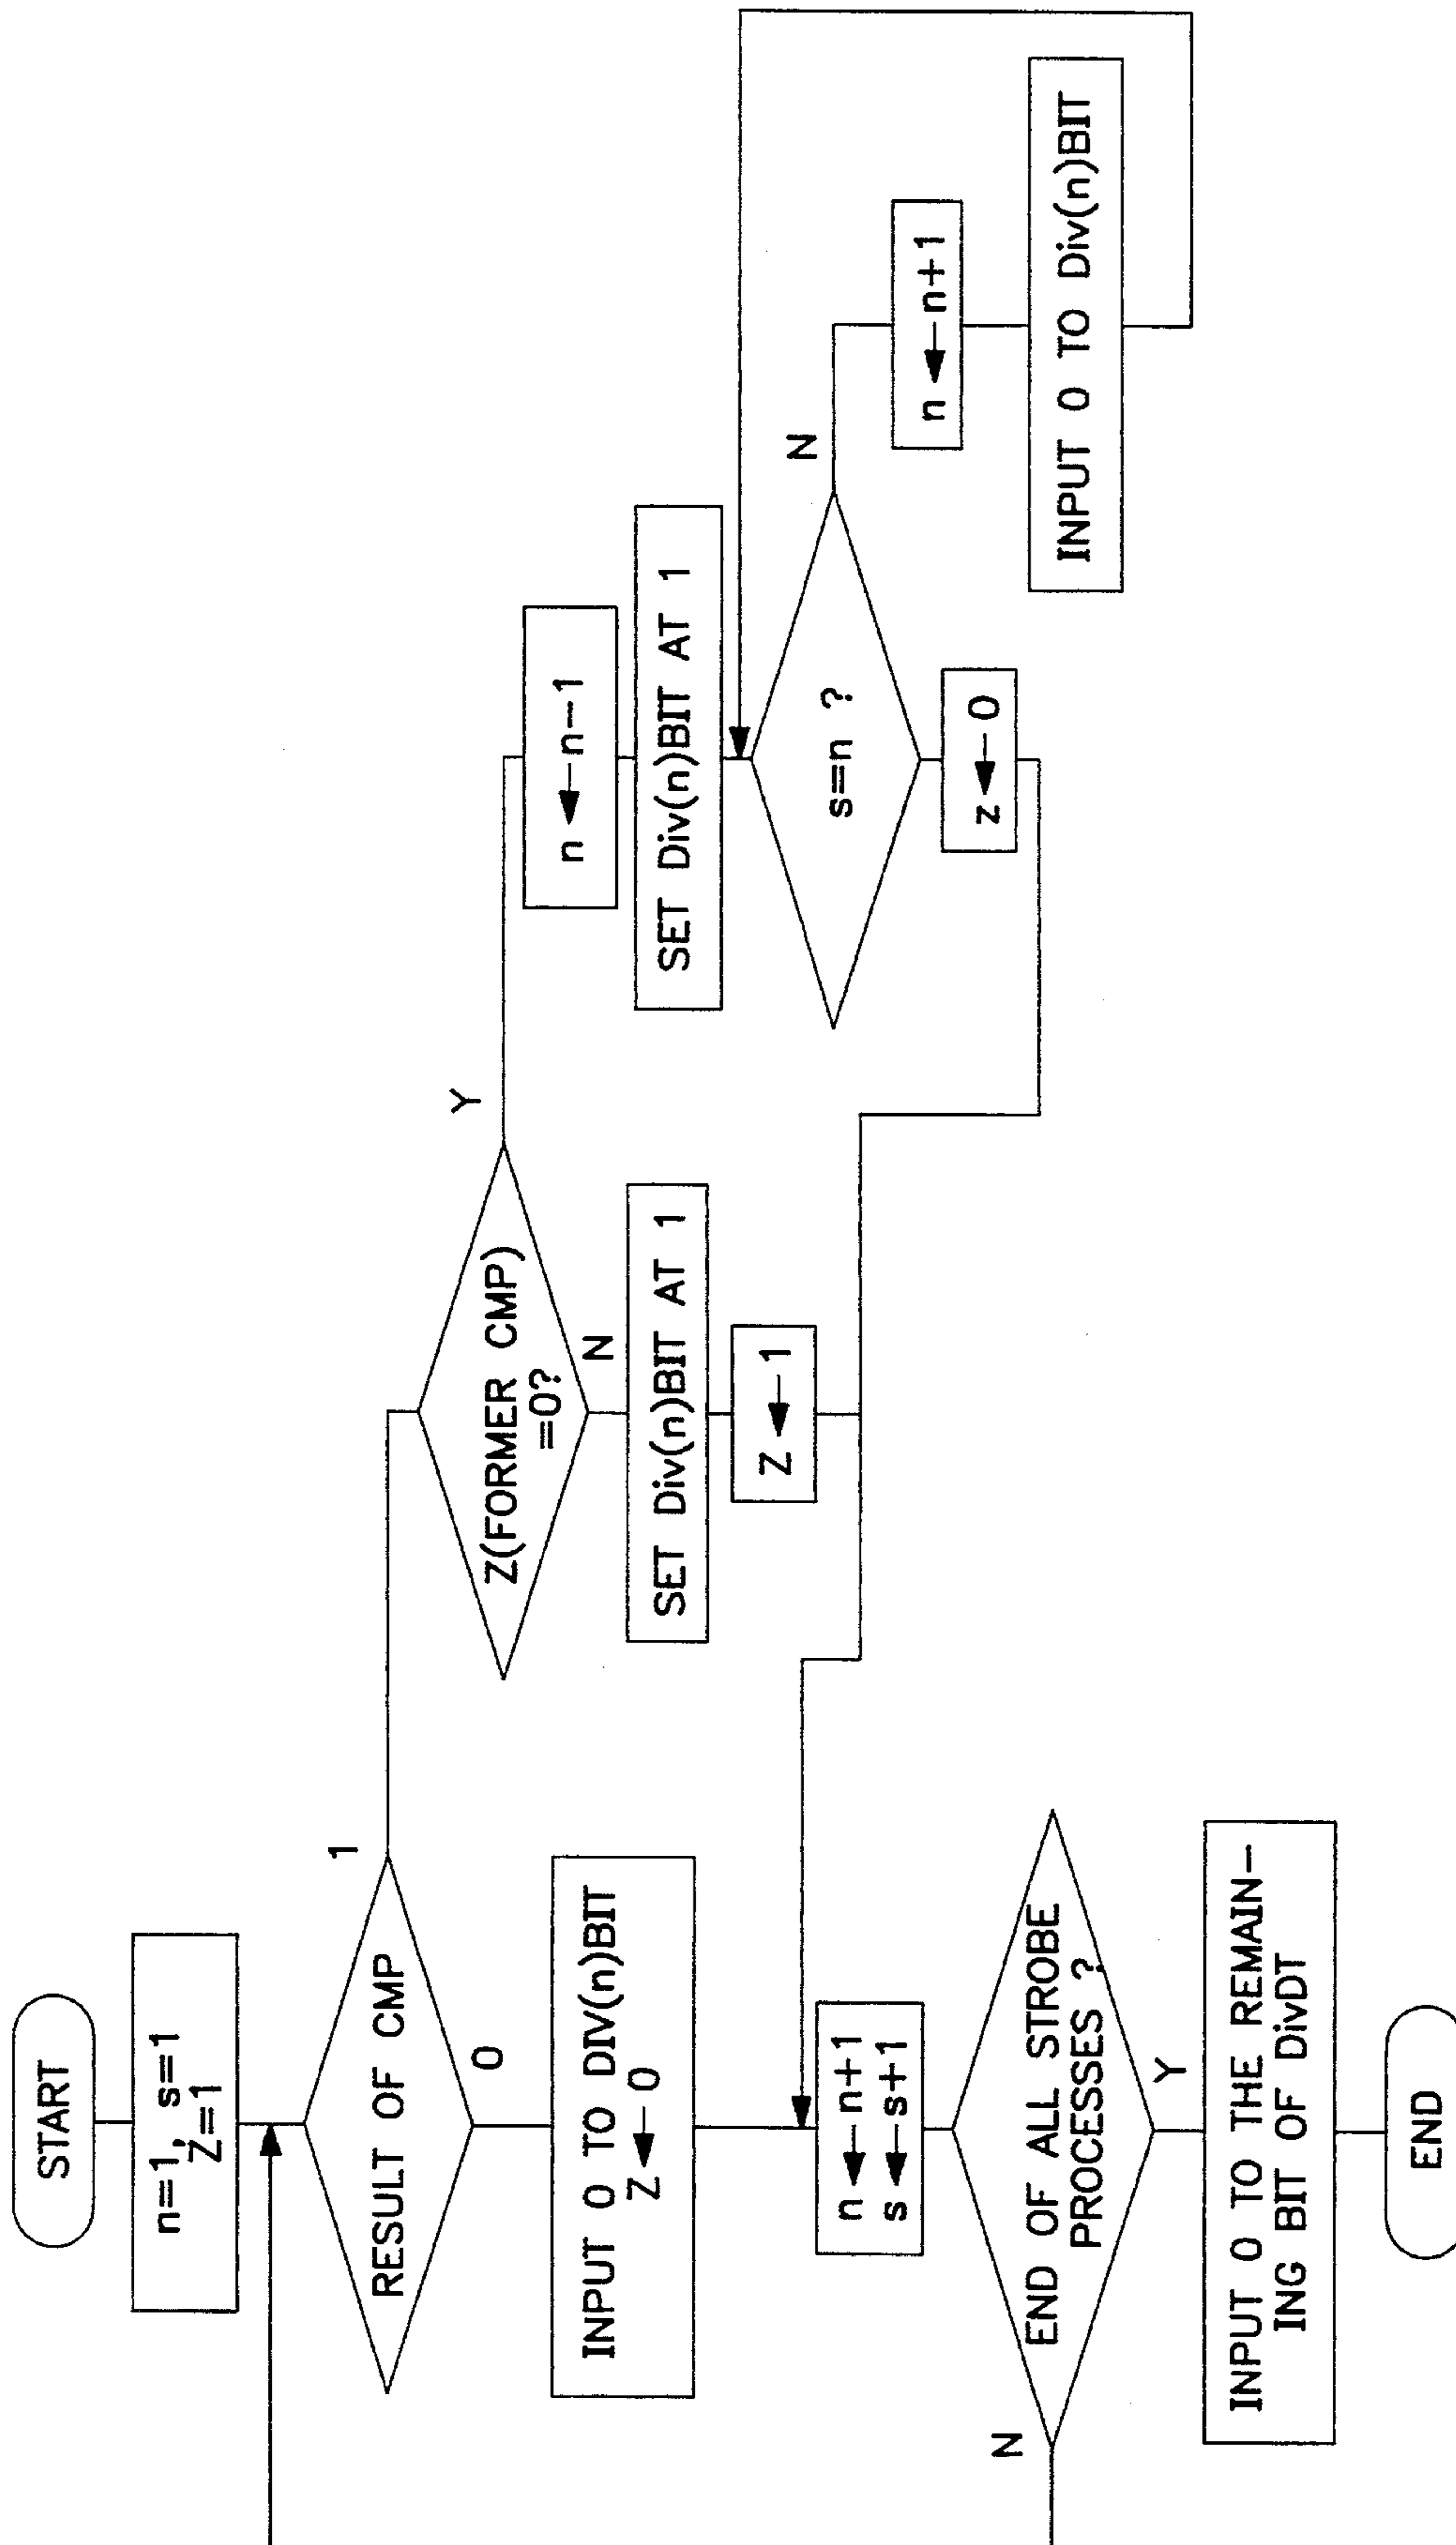 START
n=1, s=1
Z=1
RESULT OF CMP
1
0
INPUT 0 TO DIV(n)BIT
Z ← 0
n ← n+1
s ← s+1
END OF ALL STROBE
PROCESSES ?
N
Y
INPUT 0 TO THE REMAIN-
ING BIT OF DivDT
END
Z(FORMER CMP)
=0?
Y
N
SET Div(n)BIT AT 1
Z ← 1
n ← n-1
SET Div(n)BIT AT 1
s=n ?
N
z ← 0
n ← n+1
INPUT 0 TO Div(n)BIT